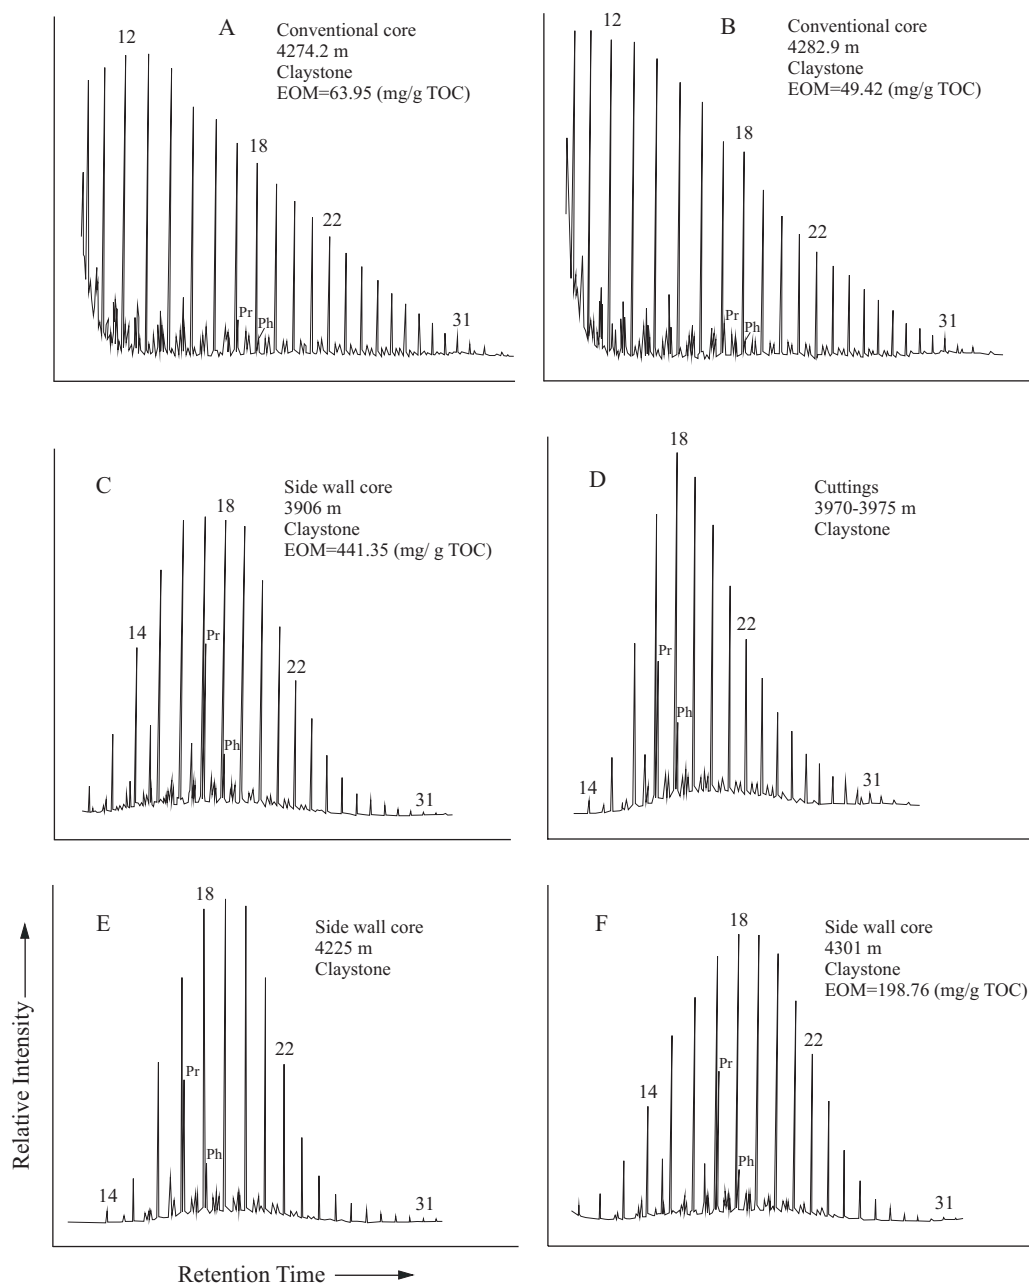 A
Conventional core
4274.2 m
Claystone
EOM=63.95 (mg/g TOC)
12
18
22
Pr
Ph
31
B
Conventional core
4282.9 m
Claystone
EOM=49.42 (mg/g TOC)
12
18
22
Pr
Ph
31
C
Side wall core
3906 m
Claystone
EOM=441.35 (mg/ g TOC)
18
14
Pr
22
Ph
31
D
Cuttings
3970-3975 m
Claystone
18
22
Pr
Ph
14
31
E
Side wall core
4225 m
Claystone
18
22
Pr
Ph
14
31
F
Side wall core
4301 m
Claystone
EOM=198.76 (mg/g TOC)
18
22
Pr
14
Ph
31
Relative Intensity
Retention Time